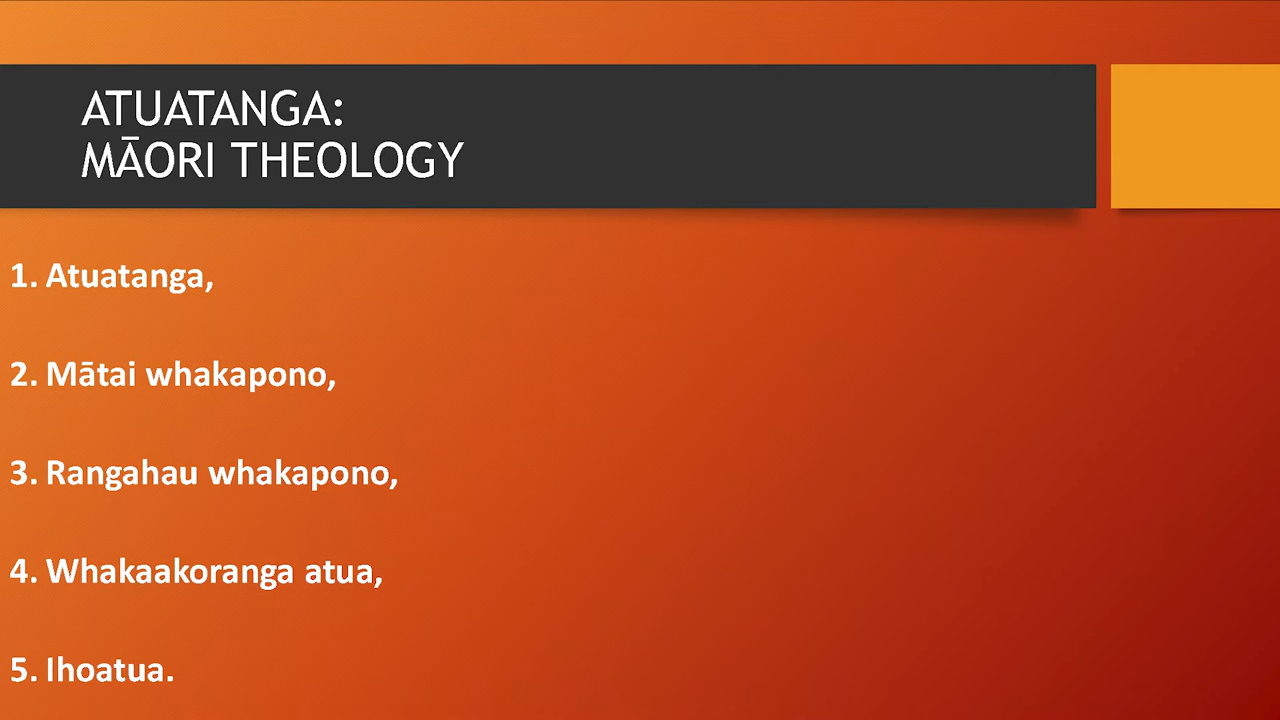 ATUATANGA:
MĀORI THEOLOGY
1. Atuatanga,
2. Mātai whakapono,
3. Rangahau whakapono,
4. Whakaakoranga atua,
5. Ihoatua.